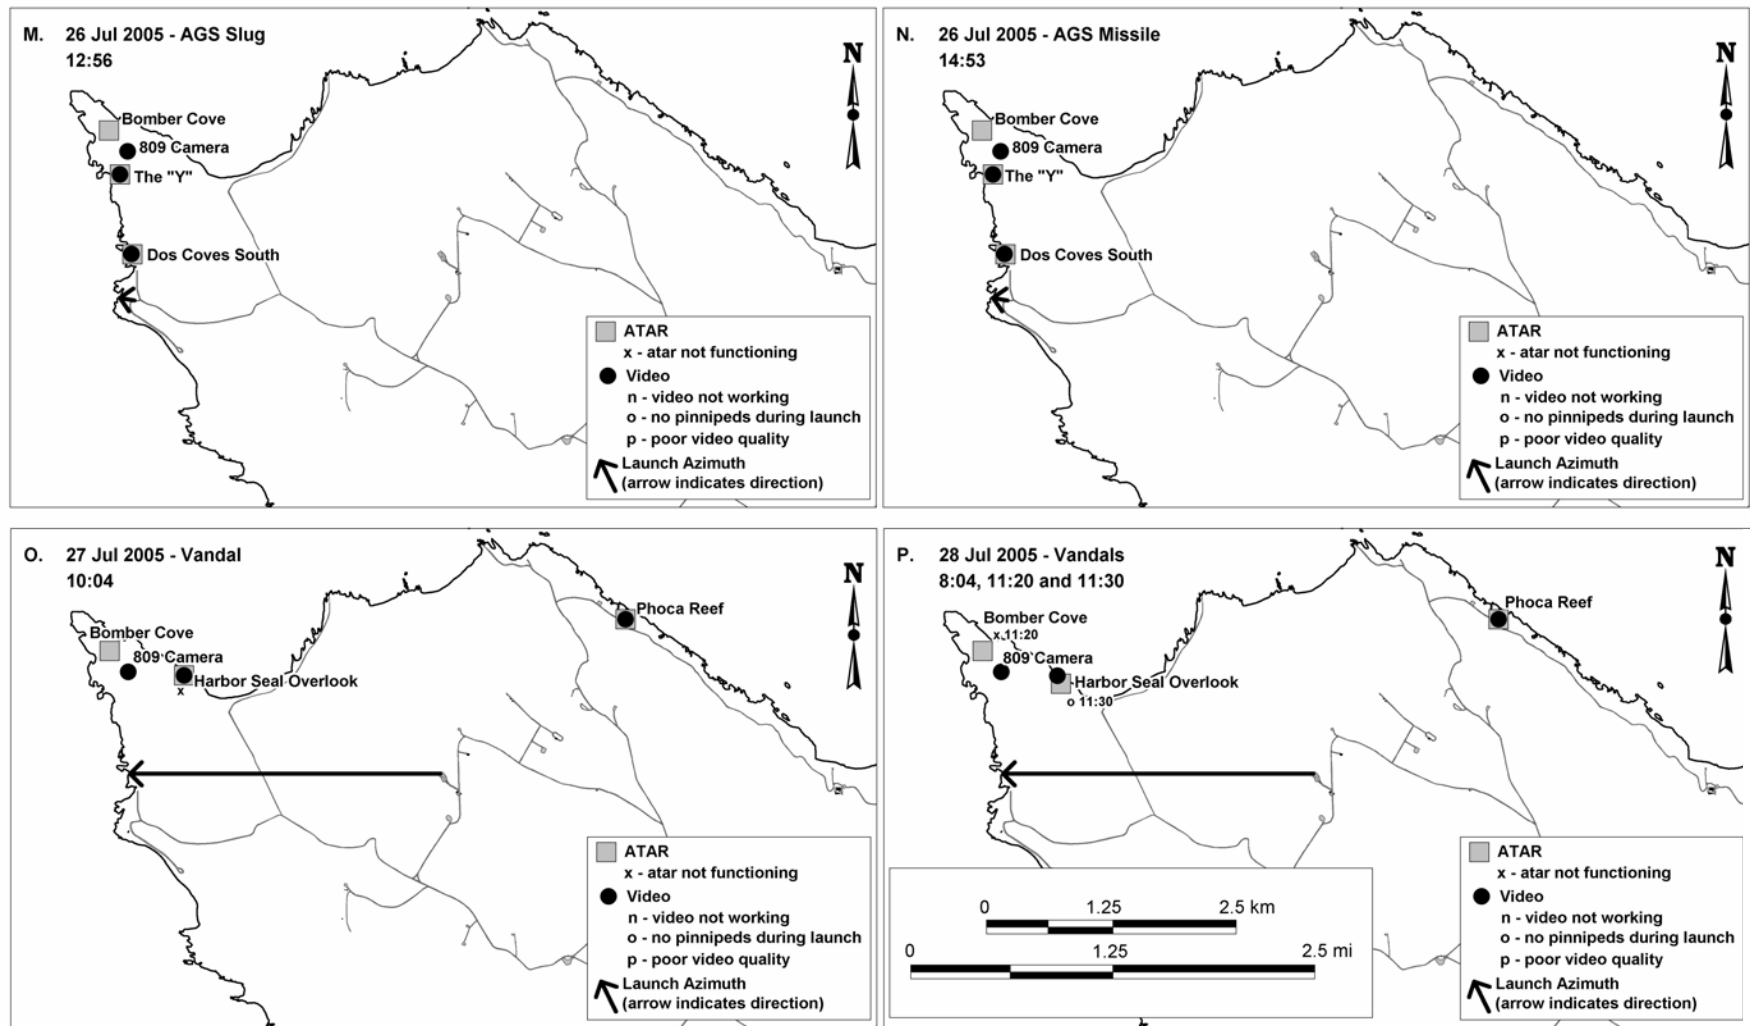 M. 26 Jul 2005 - AGS Slug
12:56
N
Bomber Cove
809 Camera
The "Y"
Dos Coves South
ATAR
x - atar not functioning
Video
n - video not working
o - no pinnipeds during launch
p - poor video quality
Launch Azimuth
(arrow indicates direction)
N. 26 Jul 2005 - AGS Missile
14:53
N
Bomber Cove
809 Camera
The "Y"
Dos Coves South
ATAR
x - atar not functioning
Video
n - video not working
o - no pinnipeds during launch
p - poor video quality
Launch Azimuth
(arrow indicates direction)
O. 27 Jul 2005 - Vandal
10:04
N
Phoca Reef
Bomber Cove
809 Camera
Harbor Seal Overlook
x
ATAR
x - atar not functioning
Video
n - video not working
o - no pinnipeds during launch
p - poor video quality
Launch Azimuth
(arrow indicates direction)
P. 28 Jul 2005 - Vandals
8:04, 11:20 and 11:30
N
Phoca Reef
Bomber Cove
x 11:20
809 Camera
Harbor Seal Overlook
o 11:30
0 1.25 2.5 km
0 1.25 2.5 mi
ATAR
x - atar not functioning
Video
n - video not working
o - no pinnipeds during launch
p - poor video quality
Launch Azimuth
(arrow indicates direction)